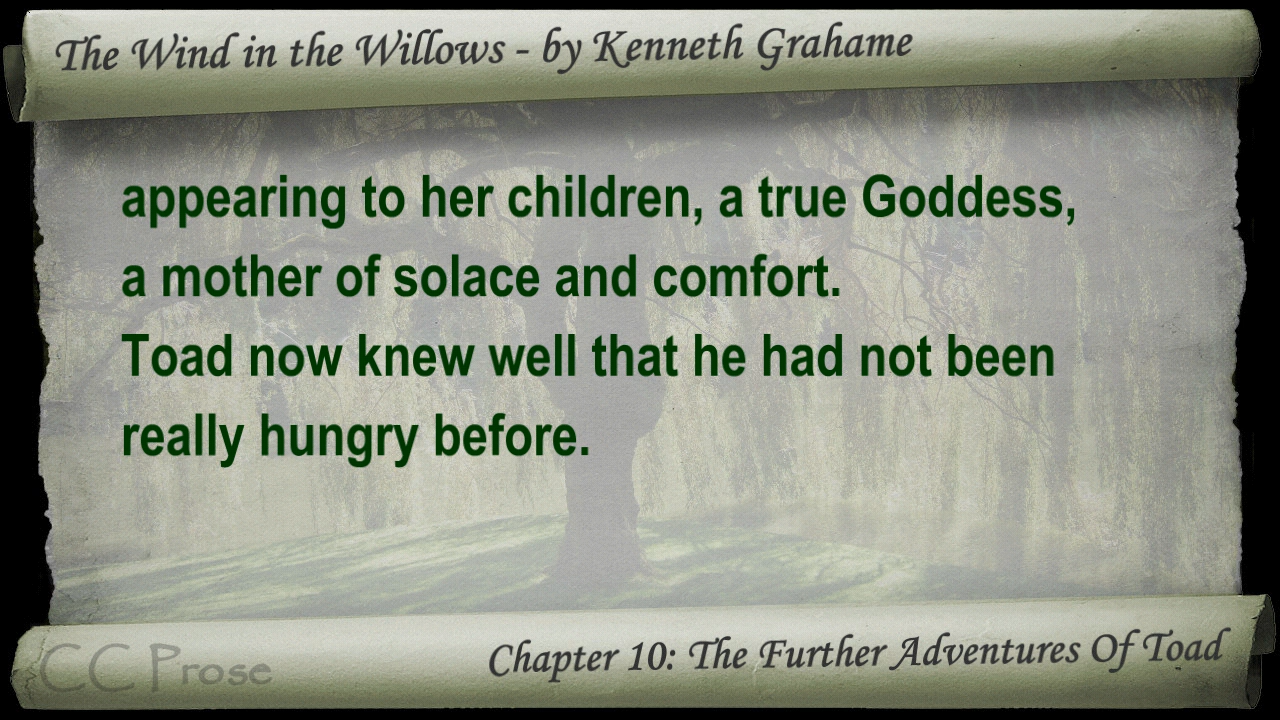 The Wind in the Willows - by Kenneth Grahame
appearing to her children, a true Goddess,
a mother of solace and comfort.
Toad now knew well that he had not been
really hungry before.
CC Prose
Chapter 10: The Further Adventures Of Toad